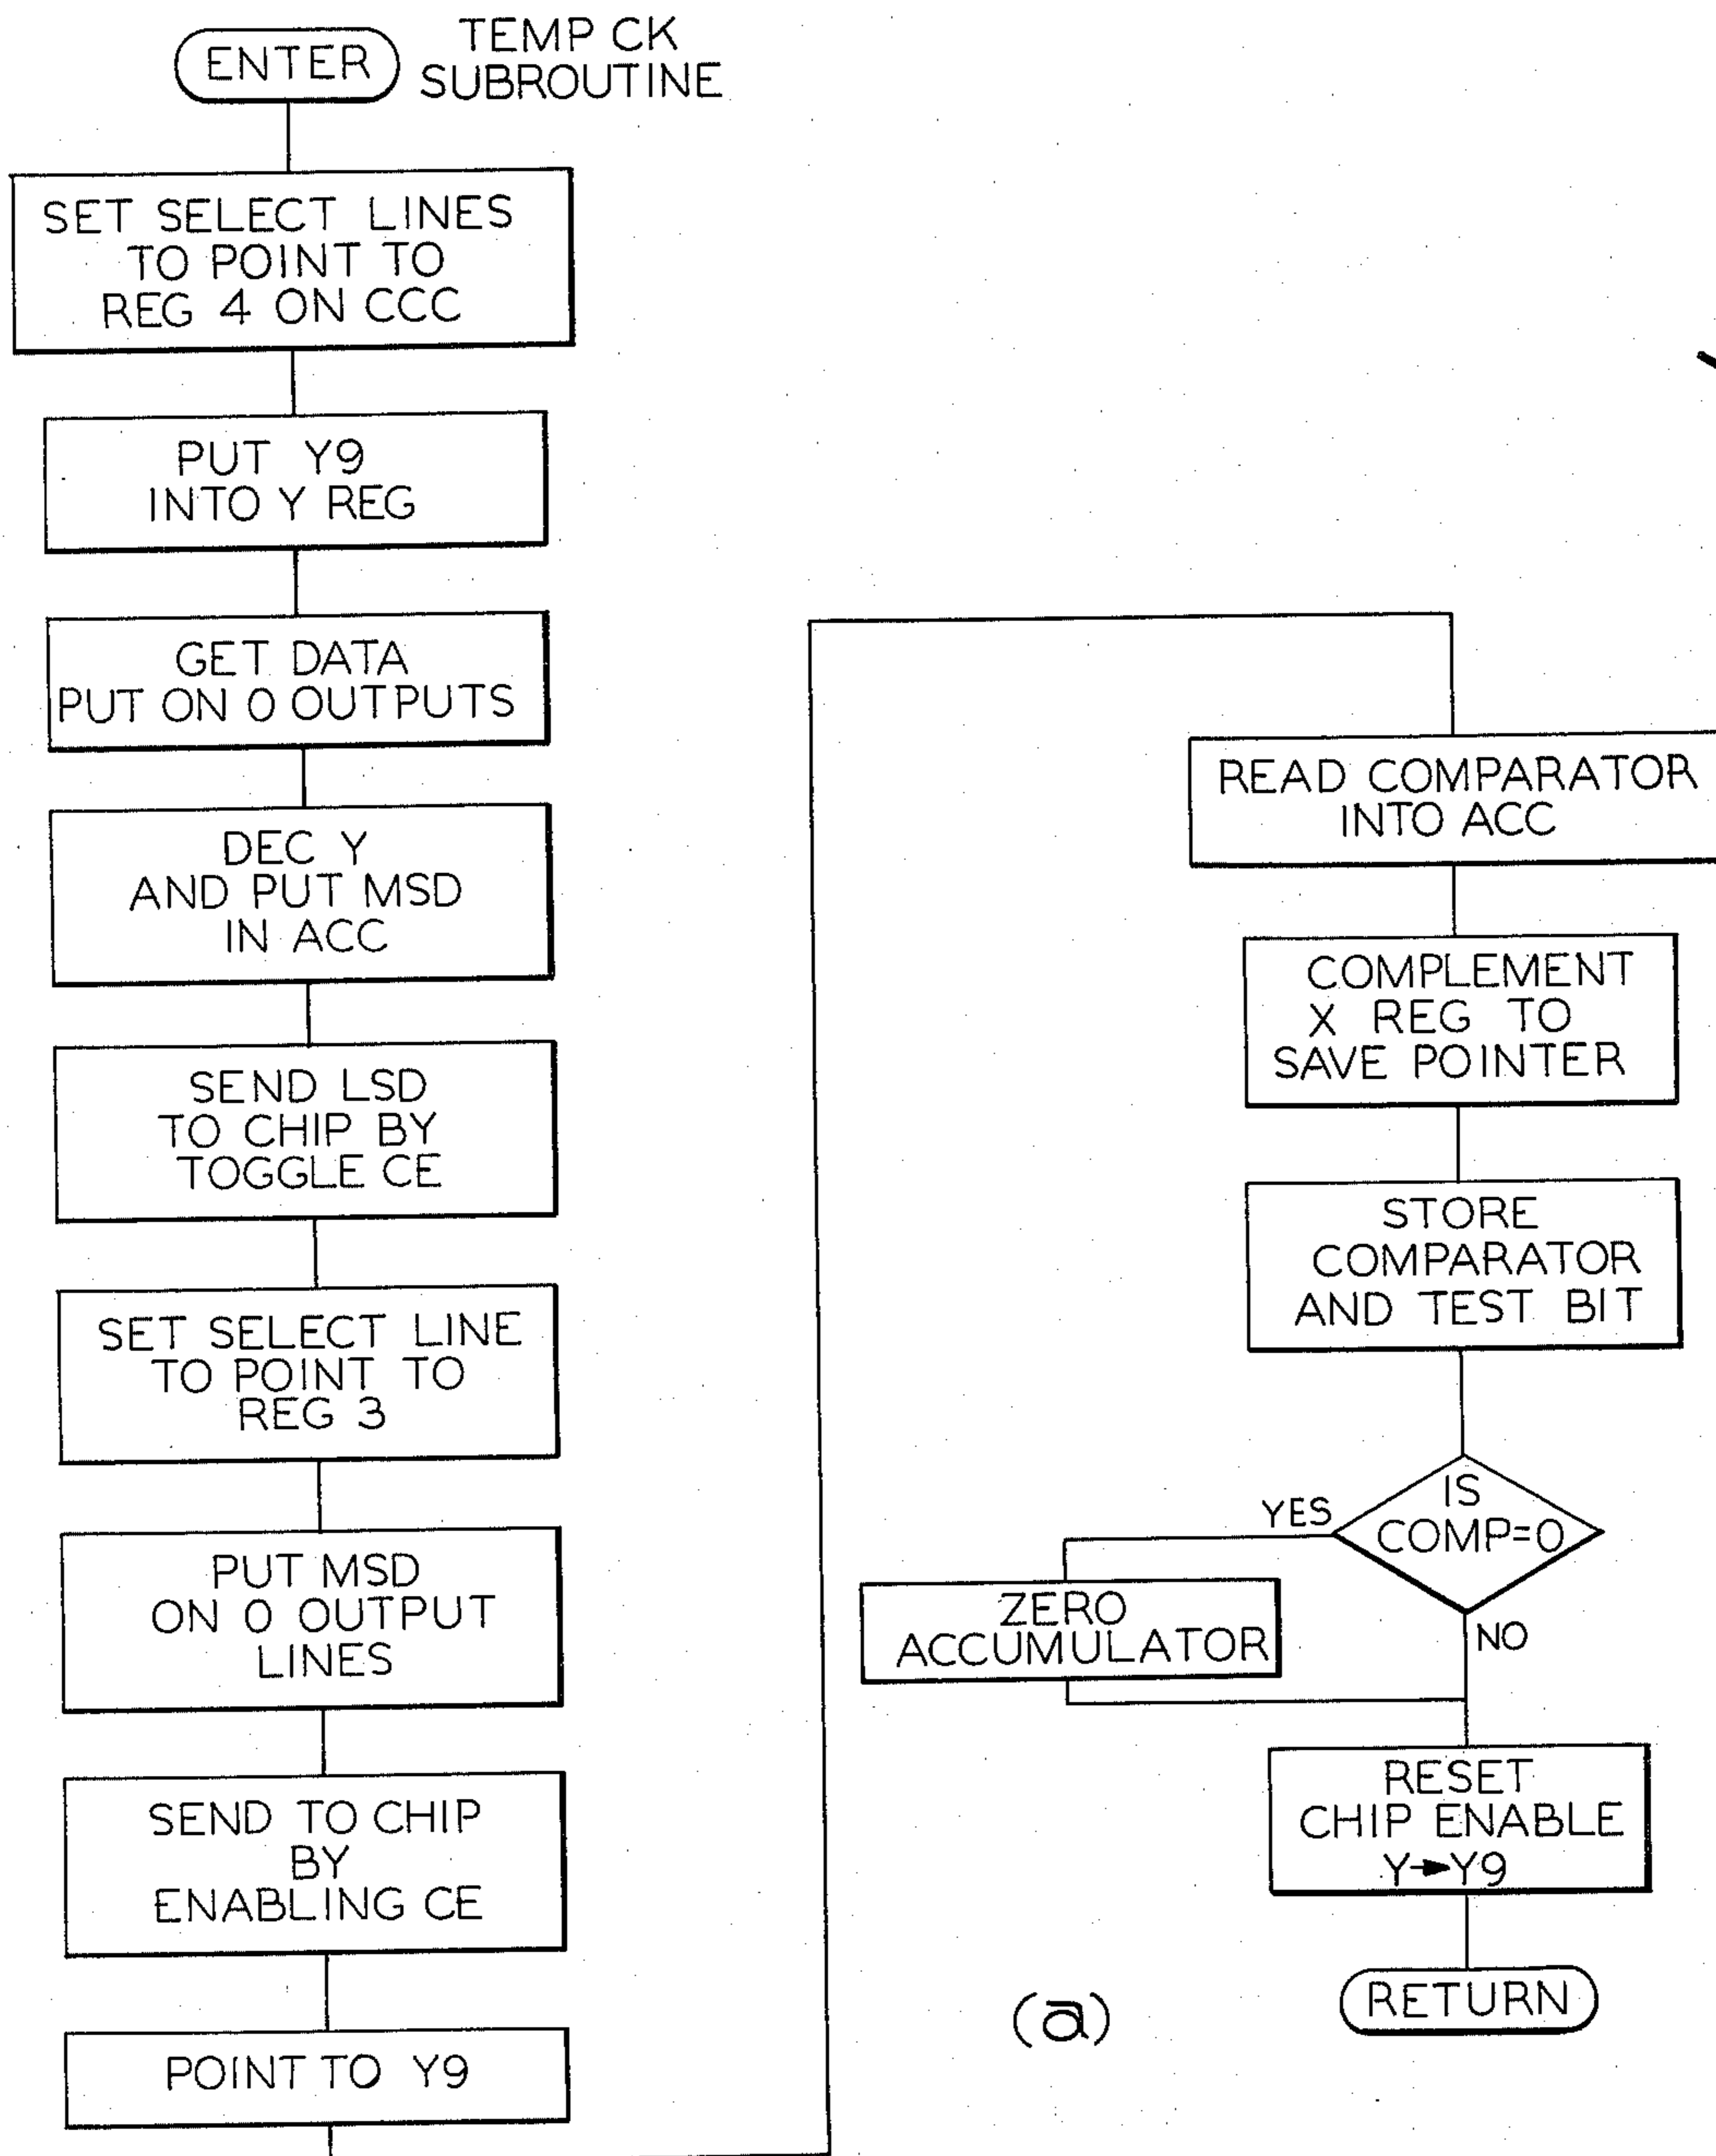 ENTER
TEMP CK
SUBROUTINE
SET SELECT LINES
TO POINT TO
REG 4 ON CCC
PUT Y9
INTO Y REG
GET DATA
PUT ON 0 OUTPUTS
DEC Y
AND PUT MSD
IN ACC
SEND LSD
TO CHIP BY
TOGGLE CE
SET SELECT LINE
TO POINT TO
REG 3
PUT MSD
ON 0 OUTPUT
LINES
SEND TO CHIP
BY
ENABLING CE
POINT TO Y9
READ COMPARATOR
INTO ACC
COMPLEMENT
X REG TO
SAVE POINTER
STORE
COMPARATOR
AND TEST BIT
IS
COMP=0
YES
ZERO
ACCUMULATOR
NO
RESET
CHIP ENABLE
Y→Y9
RETURN
(a)